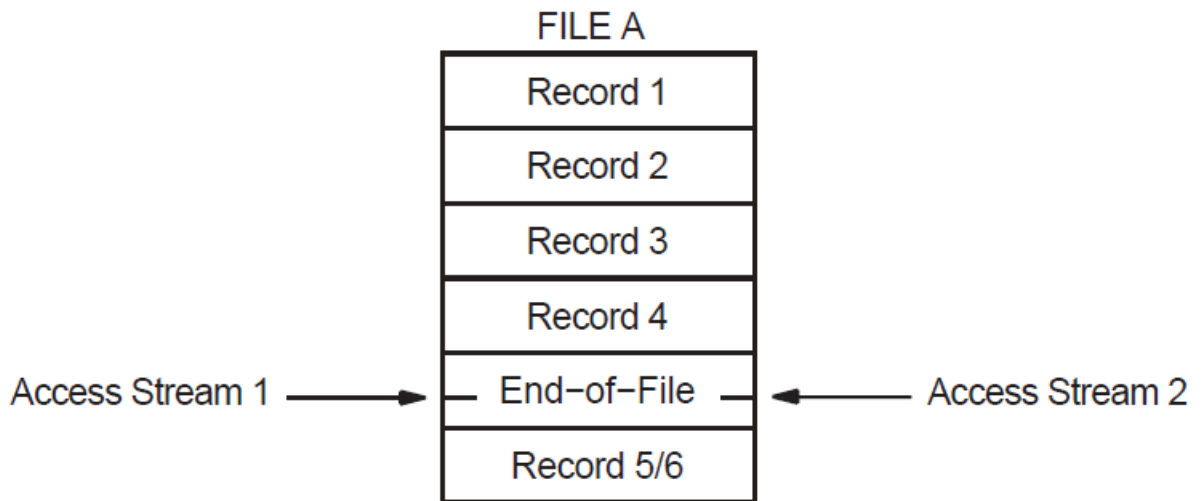 FILE A
Record 1
Record 2
Record 3
Record 4
Access Stream 1 End−of−File Access Stream 2
Record 5/6